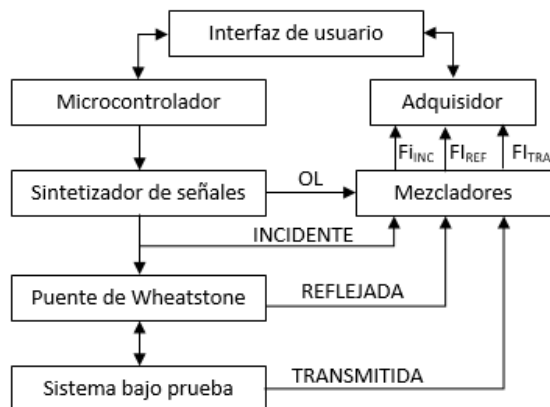 Interfaz de usuario
Microcontrolador
Adquisidor
Fi_INC FI_REF FI_TRA
Sintetizador de señales
OL
Mezcladores
INCIDENTE
Puente de Wheatstone
REFLEJADA
Sistema bajo prueba
TRANSMITIDA